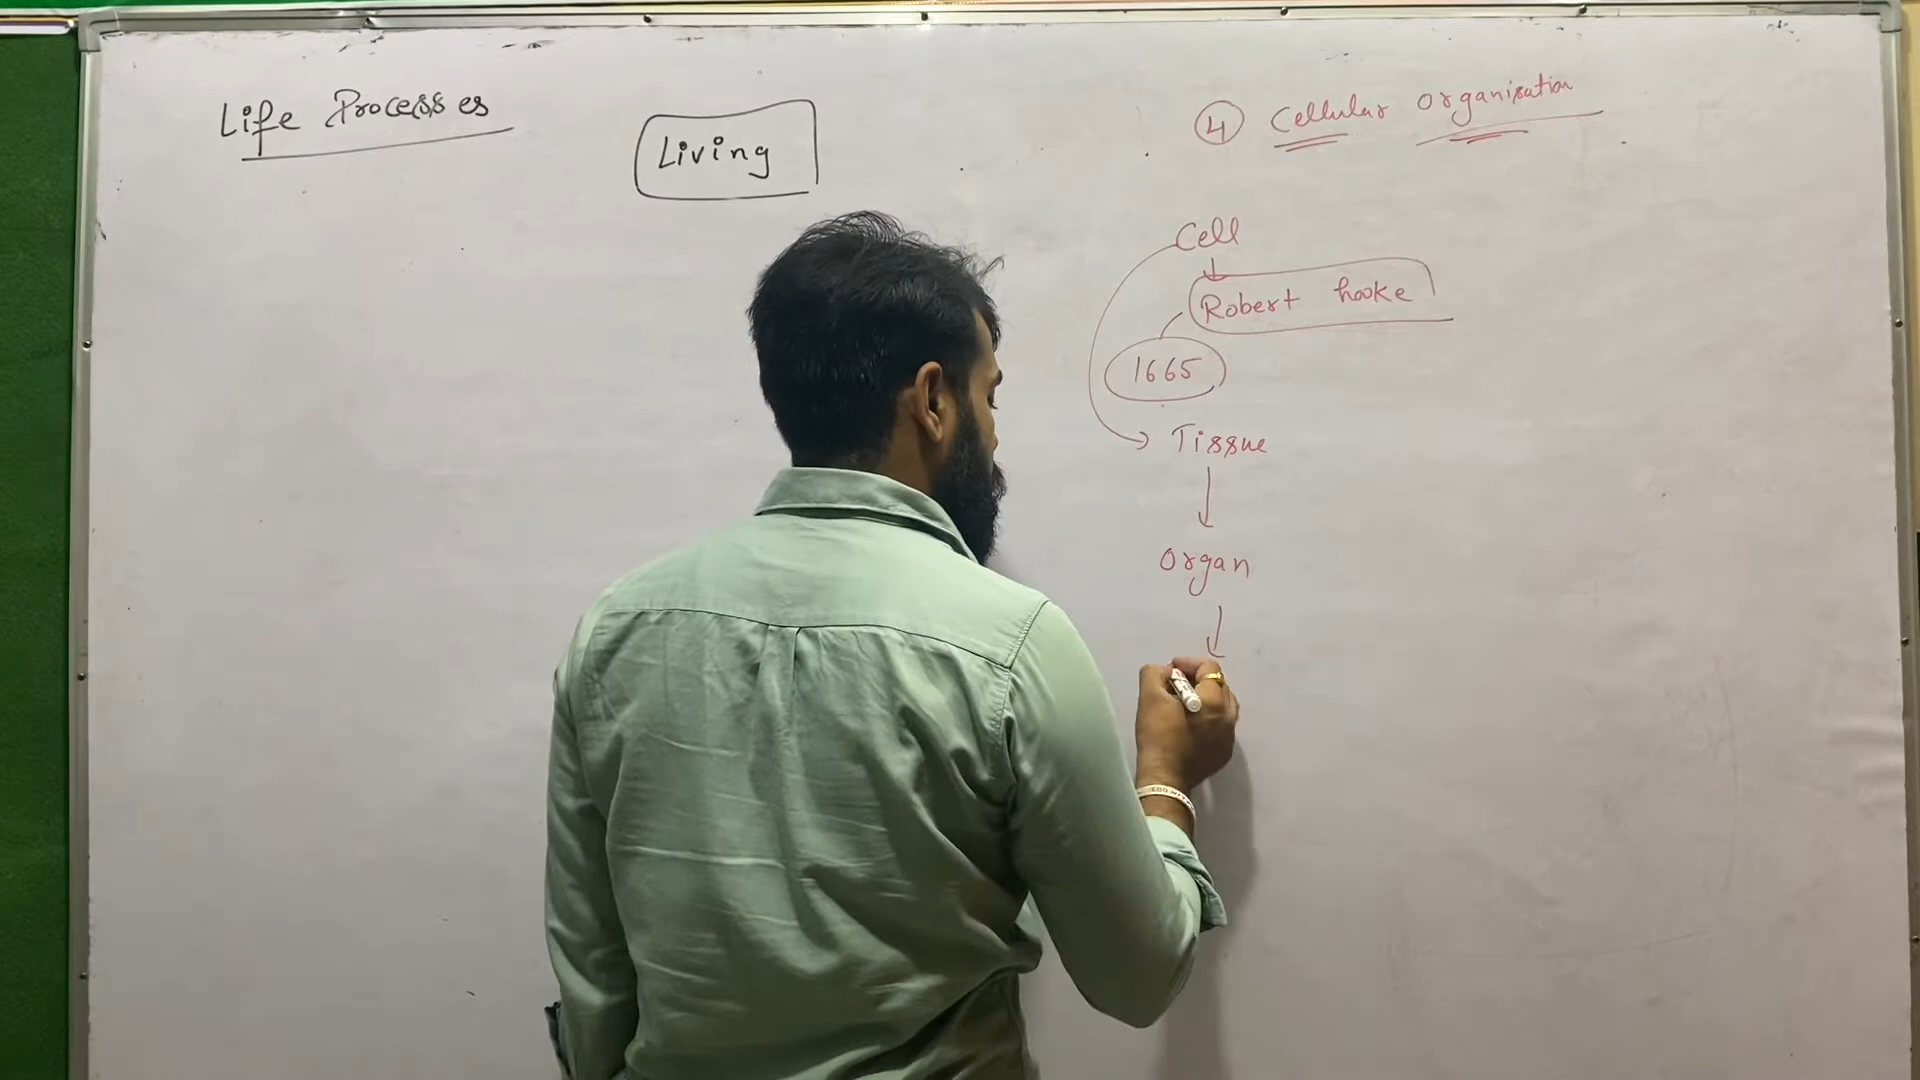 Life Processes
Living
4 Cellular Organisation
Cell
Robert hooke
1665
Tissue
Organ